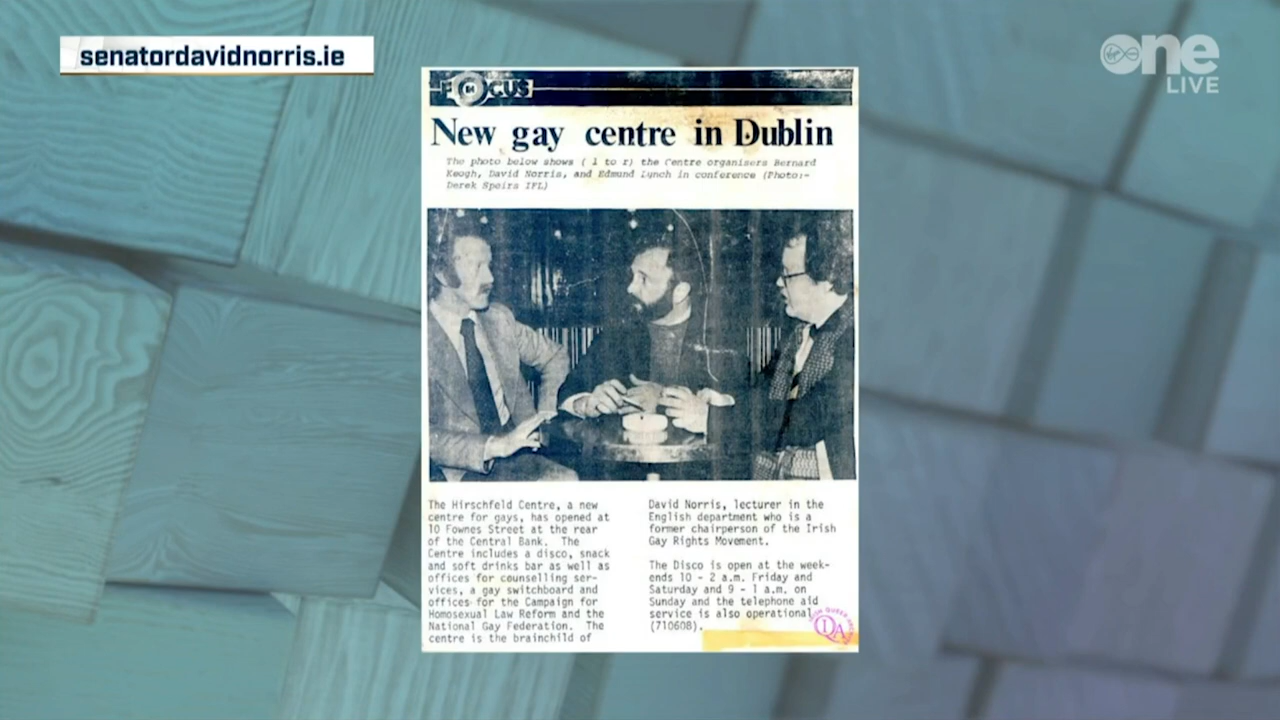 senatordavidnorris.ie
one
LIVE
FOCUS
New gay centre in Dublin
The photo below shows ( l to r) the Centre organisers Bernard
Keogh, David Norris, and Edmund Lynch in conference (Photo:-
Derek Speirs IFL)
The Hirschfeld Centre, a new
centre for gays, has opened at
10 Fownes Street at the rear
of the Central Bank. The
Centre includes a disco, snack
and soft drinks bar as well as
offices for counselling ser-
vices, a gay switchboard and
offices for the Campaign for
Homosexual Law Reform and the
National Gay Federation. The
centre is the brainchild of
David Norris, lecturer in the
English department who is a
former chairperson of the Irish
Gay Rights Movement.
The Disco is open at the week-
ends 10 - 2 a.m. Friday and
Saturday and 9 - 1 a.m. on
Sunday and the telephone aid
service is also operational
(710608).